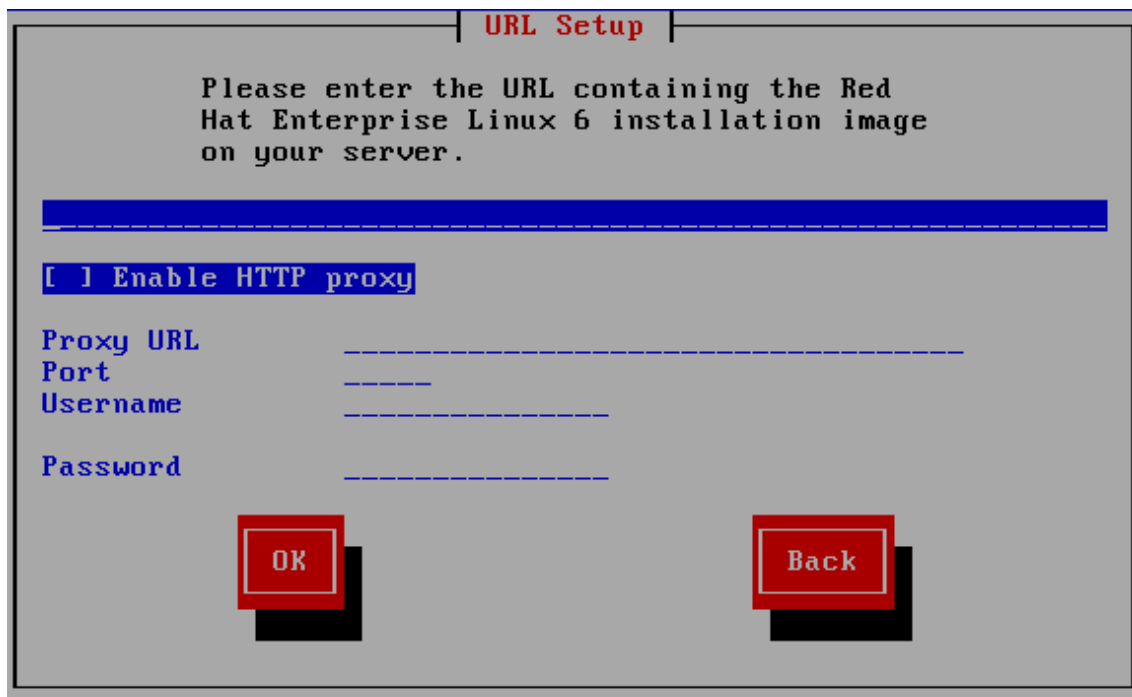 URL Setup
Please enter the URL containing the Red
Hat Enterprise Linux 6 installation image
on your server.
[ ] Enable HTTP proxy
Proxy URL
Port
Username
Password
OK Back